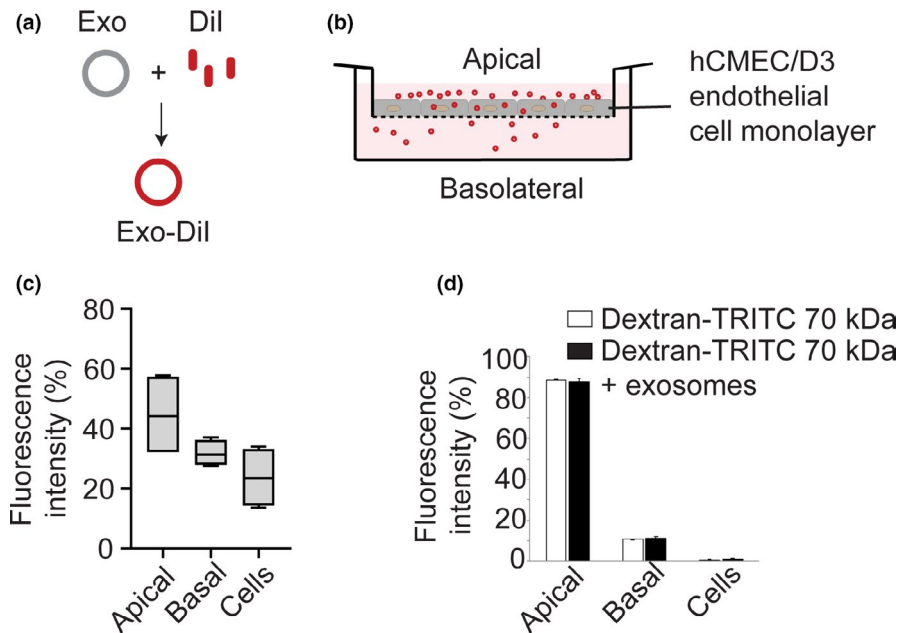 (a)
Exo
DiI
+
Exo-DiI
(b)
Apical
Basolateral
hCMEC/D3
endothelial
cell monolayer
(c)
Fluorescence
intensity (%)
80
60
40
20
0
Apical
Basal
Cells
(d)
Dextran-TRITC 70 kDa
Dextran-TRITC 70 kDa
+ exosomes
Fluorescence
intensity (%)
100
80
60
40
20
0
Apical
Basal
Cells